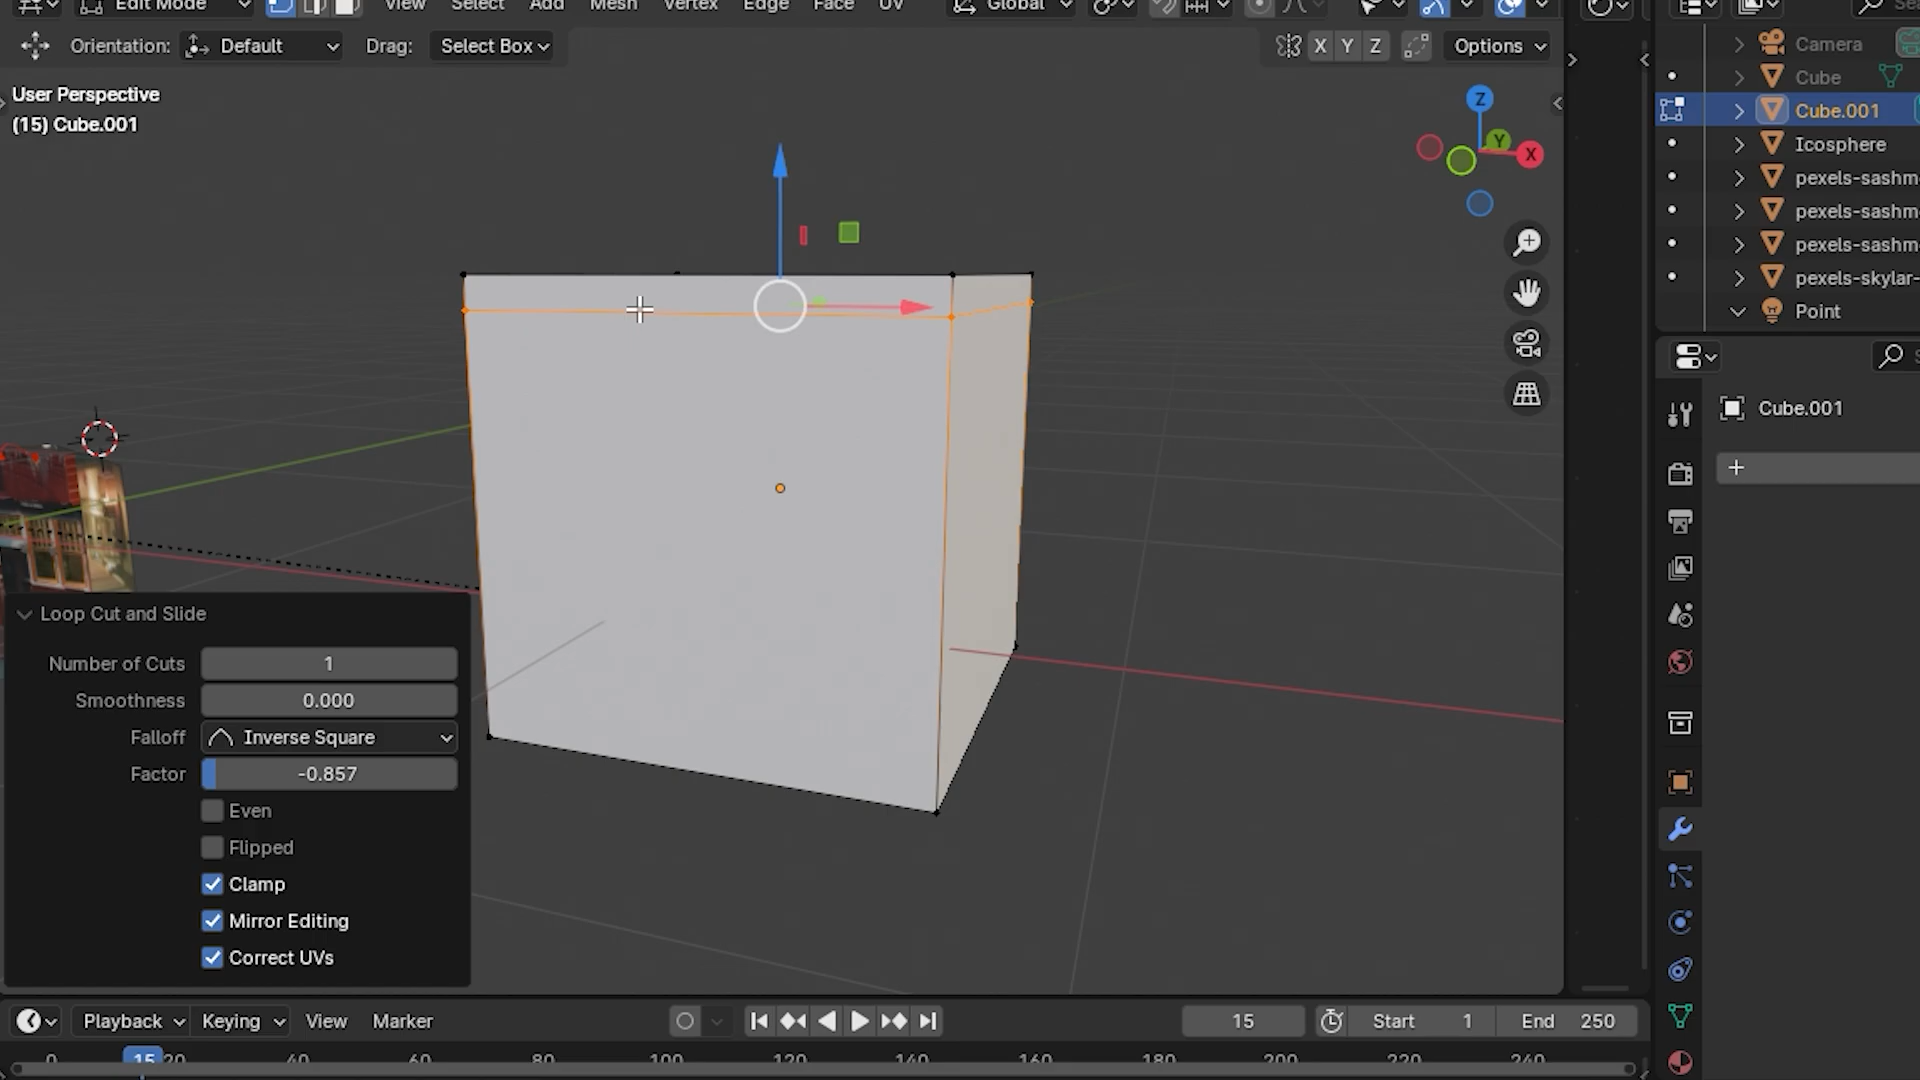 Edit Mode View Select Add Mesh Vertex Edge Face UV Global
Orientation: Default Drag: Select Box X Y Z Options
User Perspective
(15) Cube.001
Z
Y
X
Camera
Cube
Cube.001
Icosphere
pexels-sashm
pexels-sashm
pexels-sashm
pexels-skylar-
Point
Cube.001
Loop Cut and Slide
Number of Cuts 1
Smoothness 0.000
Falloff Inverse Square
Factor -0.857
Even
Flipped
Clamp
Mirror Editing
Correct UVs
Playback Keying View Marker 15 Start 1 End 250
0 15 20 40 60 80 100 120 140 160 180 200 220 240